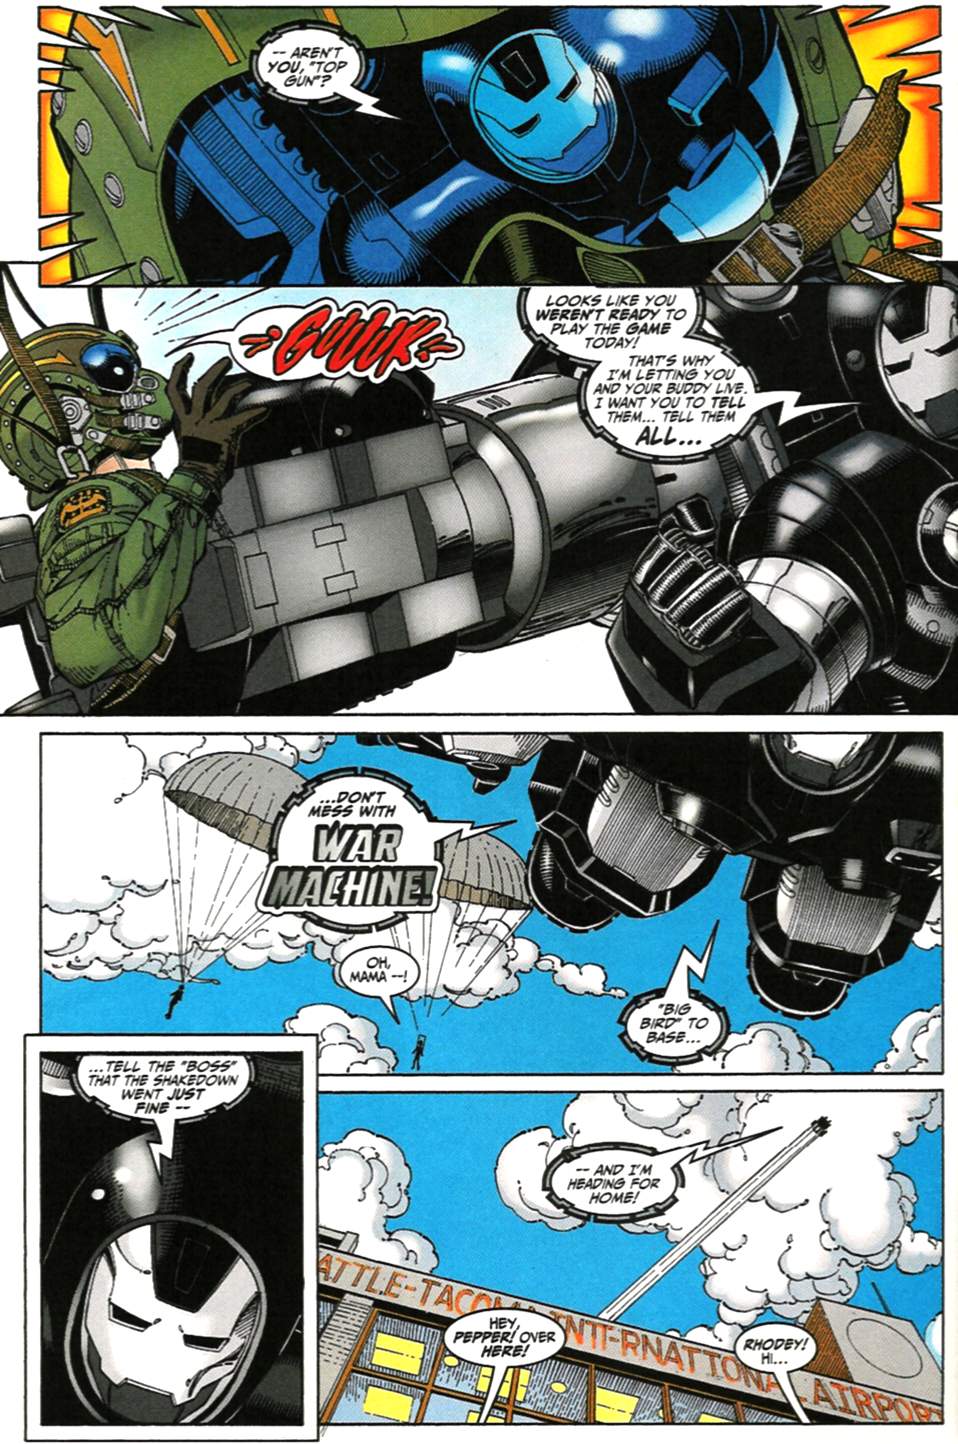 -- AREN'T
YOU, "TOP
GUN"?
GUUUK
LOOKS LIKE YOU
WEREN'T READY TO
PLAY THE GAME
TODAY!
THAT'S WHY
I'M LETTING YOU
AND YOUR BUDDY LIVE.
I WANT YOU TO TELL
THEM... TELL THEM
ALL...
...DON'T
MESS WITH
WAR
MACHINE!
OH,
MAMA --!
"BIG
BIRD" TO
BASE...
...TELL THE "BOSS"
THAT THE SHAKEDOWN
WENT JUST
FINE --
-- AND I'M
HEADING FOR
HOME!
ATTLE-TACOMA INTERNATIONAL AIRPORT
HEY,
PEPPER! OVER
HERE!
RHODEY!
HI...